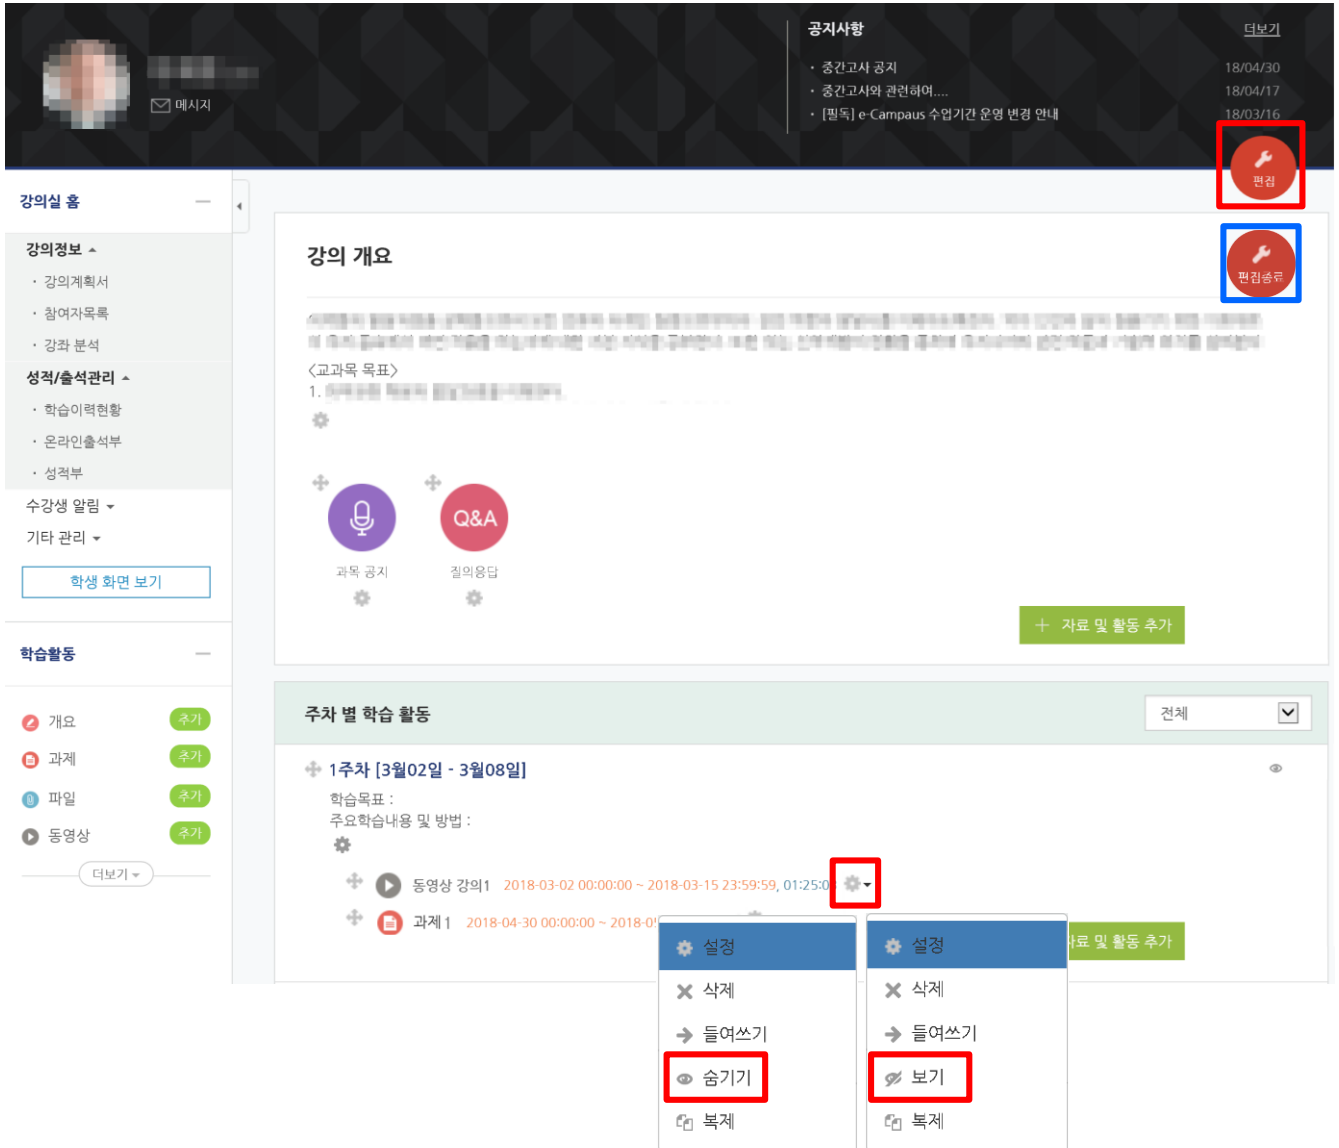 공지사항 더보기
메시지
· 중간고사 공지 18/04/30
· 중간고사와 관련하여.... 18/04/17
· [필독] e-Campaus 수업기간 운영 변경 안내 18/03/16
편집
강의실 홈
강의정보
· 강의계획서
· 참여자목록
· 강좌 분석
성적/출석관리
· 학습이력현황
· 온라인출석부
· 성적부
수강생 알림
기타 관리
학생 화면 보기
학습활동
개요 추가
과제 추가
파일 추가
동영상 추가
더보기
강의 개요
편집종료
<교과목 목표>
1.
Q&A
과목 공지 질의응답
+ 자료 및 활동 추가
주차 별 학습 활동 전체
1주차 [3월02일 - 3월08일]
학습목표 :
주요학습내용 및 방법 :
동영상 강의1 2018-03-02 00:00:00 ~ 2018-03-15 23:59:59, 01:25:0
과제1 2018-04-30 00:00:00 ~ 2018-0
료 및 활동 추가
설정
삭제
들여쓰기
숨기기
복제
설정
삭제
들여쓰기
보기
복제